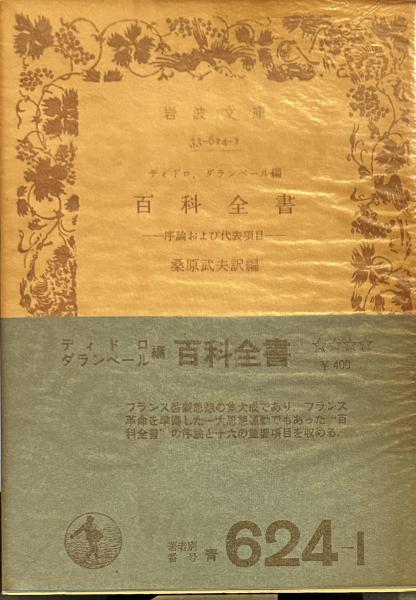 岩波文庫
33-624-1
ディドロ、ダランベール編
百科全書
——序論および代表項目——
桑原武夫訳編
ディドロ
ダランベール 編 百科全書 ☆☆☆☆
¥400
フランス啓蒙思想の集大成であり、フランス
革命を準備した一大思想運動でもあった“百
科全書”の序論と十六の重要項目を収める.
著者別
番号 青 624-1